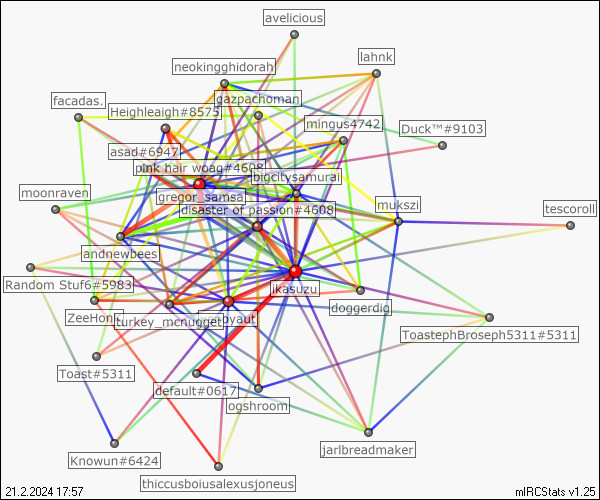 avelicious
lahnk
neokingghidorah
gazpachoman
facadas.
Heighleaigh#8575
mingus4742
Duck™#9103
asad#6947
pink hair woag#4608
bigcitysamurai
moonraven
gregor_samsa
disaster of passion#4608
mukszi
tescoroll
andnewbees
Random Stuf6#5983
ikasuzu
ZeeHon
turkey_mcnugget
byaut
doggerdig
ToastephBroseph5311#5311
Toast#5311
default#0617
ogshroom
jarlbreadmaker
Knowun#6424
thiccusboiusalexusjoneus
21.2.2024 17:57
mIRCStats v1.25